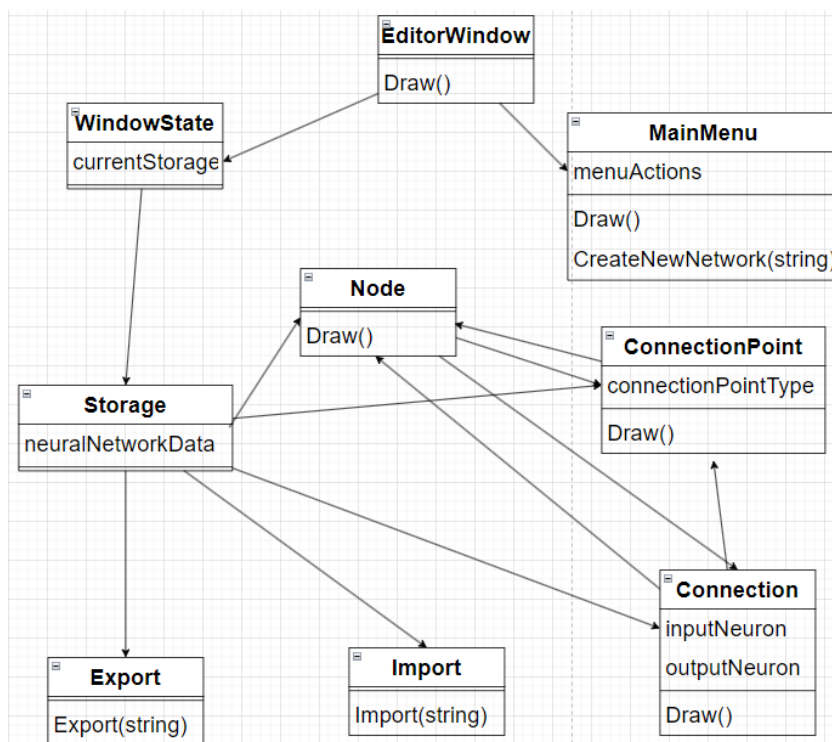 EditorWindow
Draw()
WindowState
currentStorage
MainMenu
menuActions
Draw()
CreateNewNetwork(string)
Node
Draw()
ConnectionPoint
connectionPointType
Draw()
Storage
neuralNetworkData
Connection
inputNeuron
outputNeuron
Draw()
Export
Export(string)
Import
Import(string)